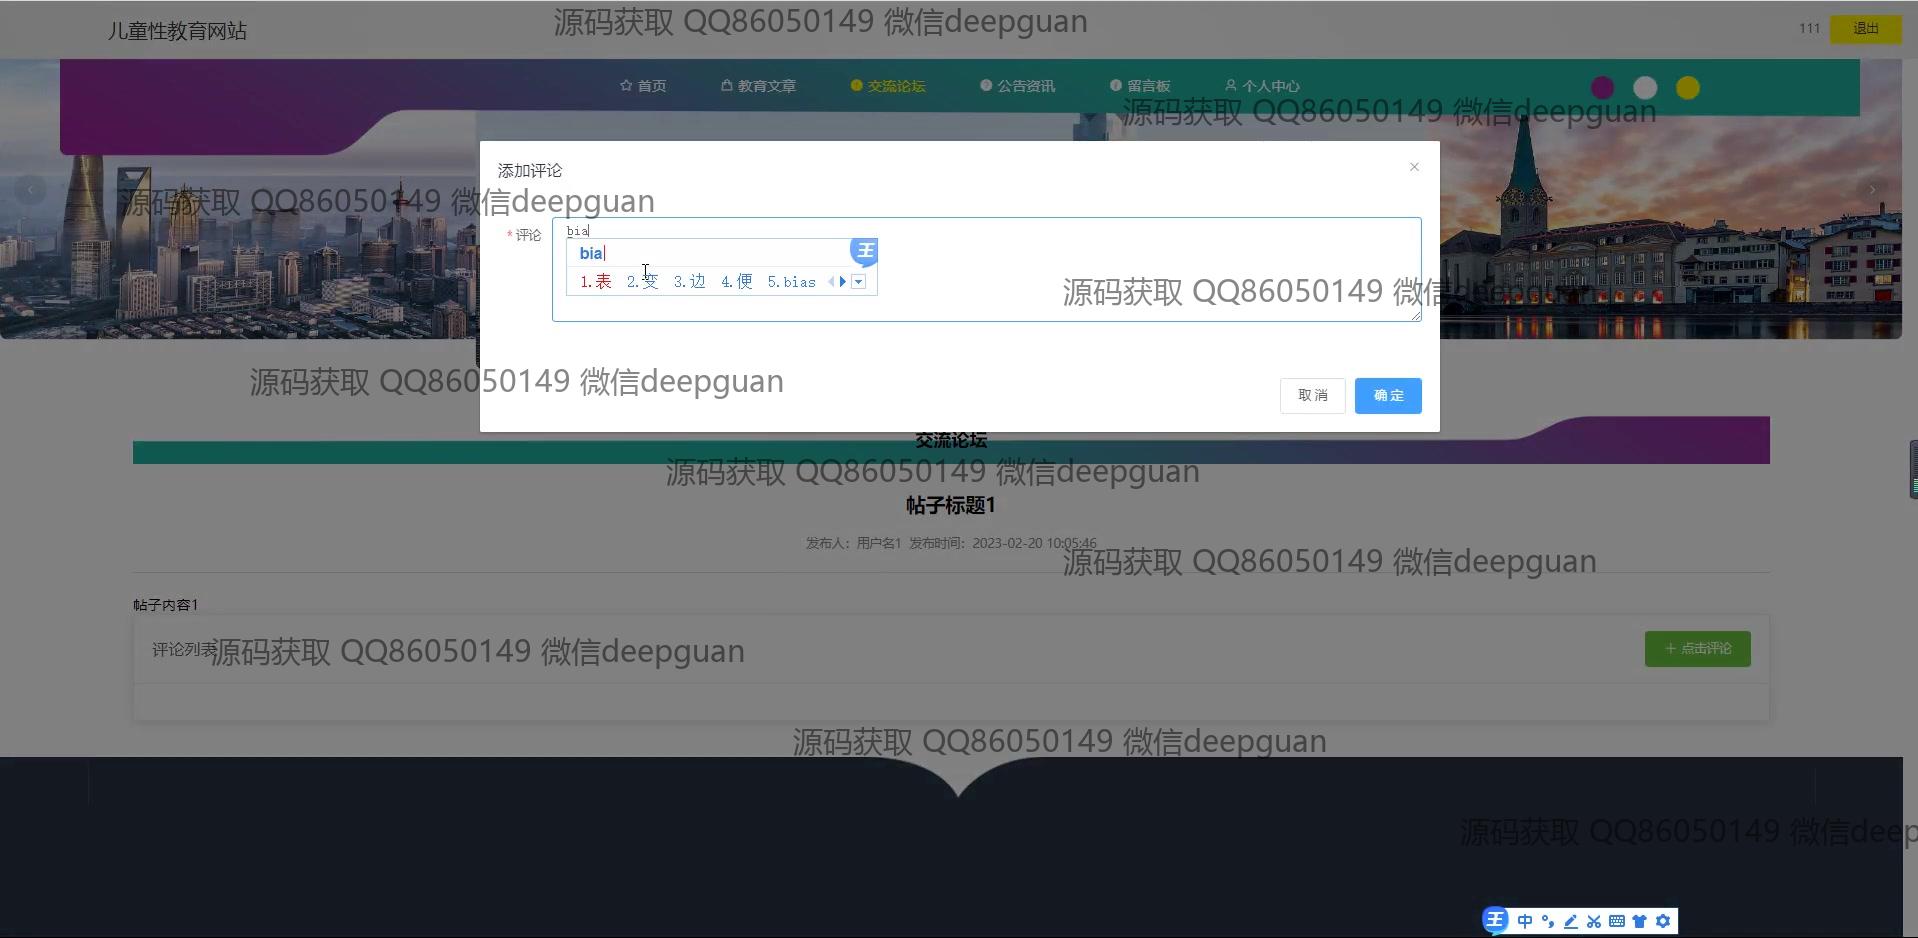 源码获取 QQ86050149 微信deepguan
儿童性教育网站
111
退出
首页
教育文章
交流论坛
公告资讯
留言板
个人中心
源码获取 QQ86050149 微信deepguan
添加评论
源码获取 QQ86050149 微信deepguan
* 评论
bia
bia
1.表 2.变 3.边 4.便 5.bias
王
源码获取 QQ86050149 微信deepguan
源码获取 QQ86050149 微信deepguan
取消
确定
交流论坛
源码获取 QQ86050149 微信deepguan
帖子标题1
发布人：用户名1 发布时间：2023-02-20 10:05:46
源码获取 QQ86050149 微信deepguan
帖子内容1
评论列表
源码获取 QQ86050149 微信deepguan
点击评论
源码获取 QQ86050149 微信deepguan
源码获取 QQ86050149 微信deep
王 中